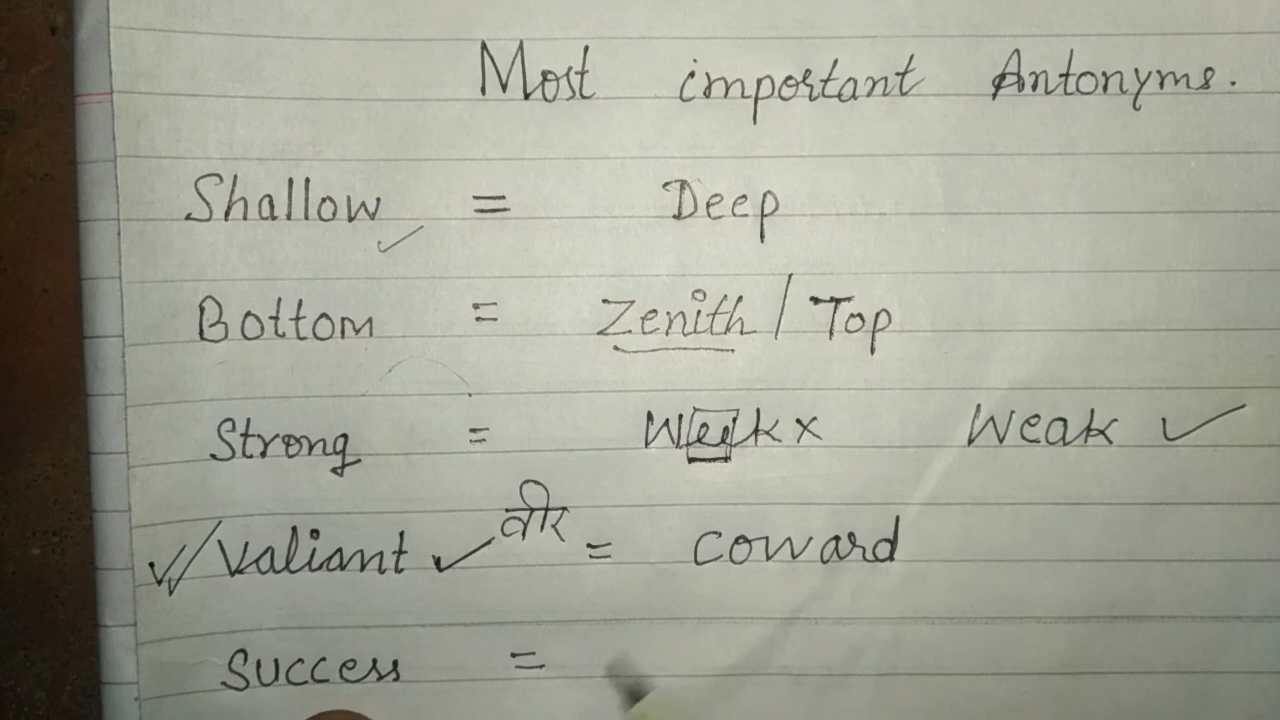 Most important Antonyms.
Shallow = Deep
Bottom = Zenith / Top
Strong = Week x Weak ✓
Valiant ✓ वीर = coward
Success =